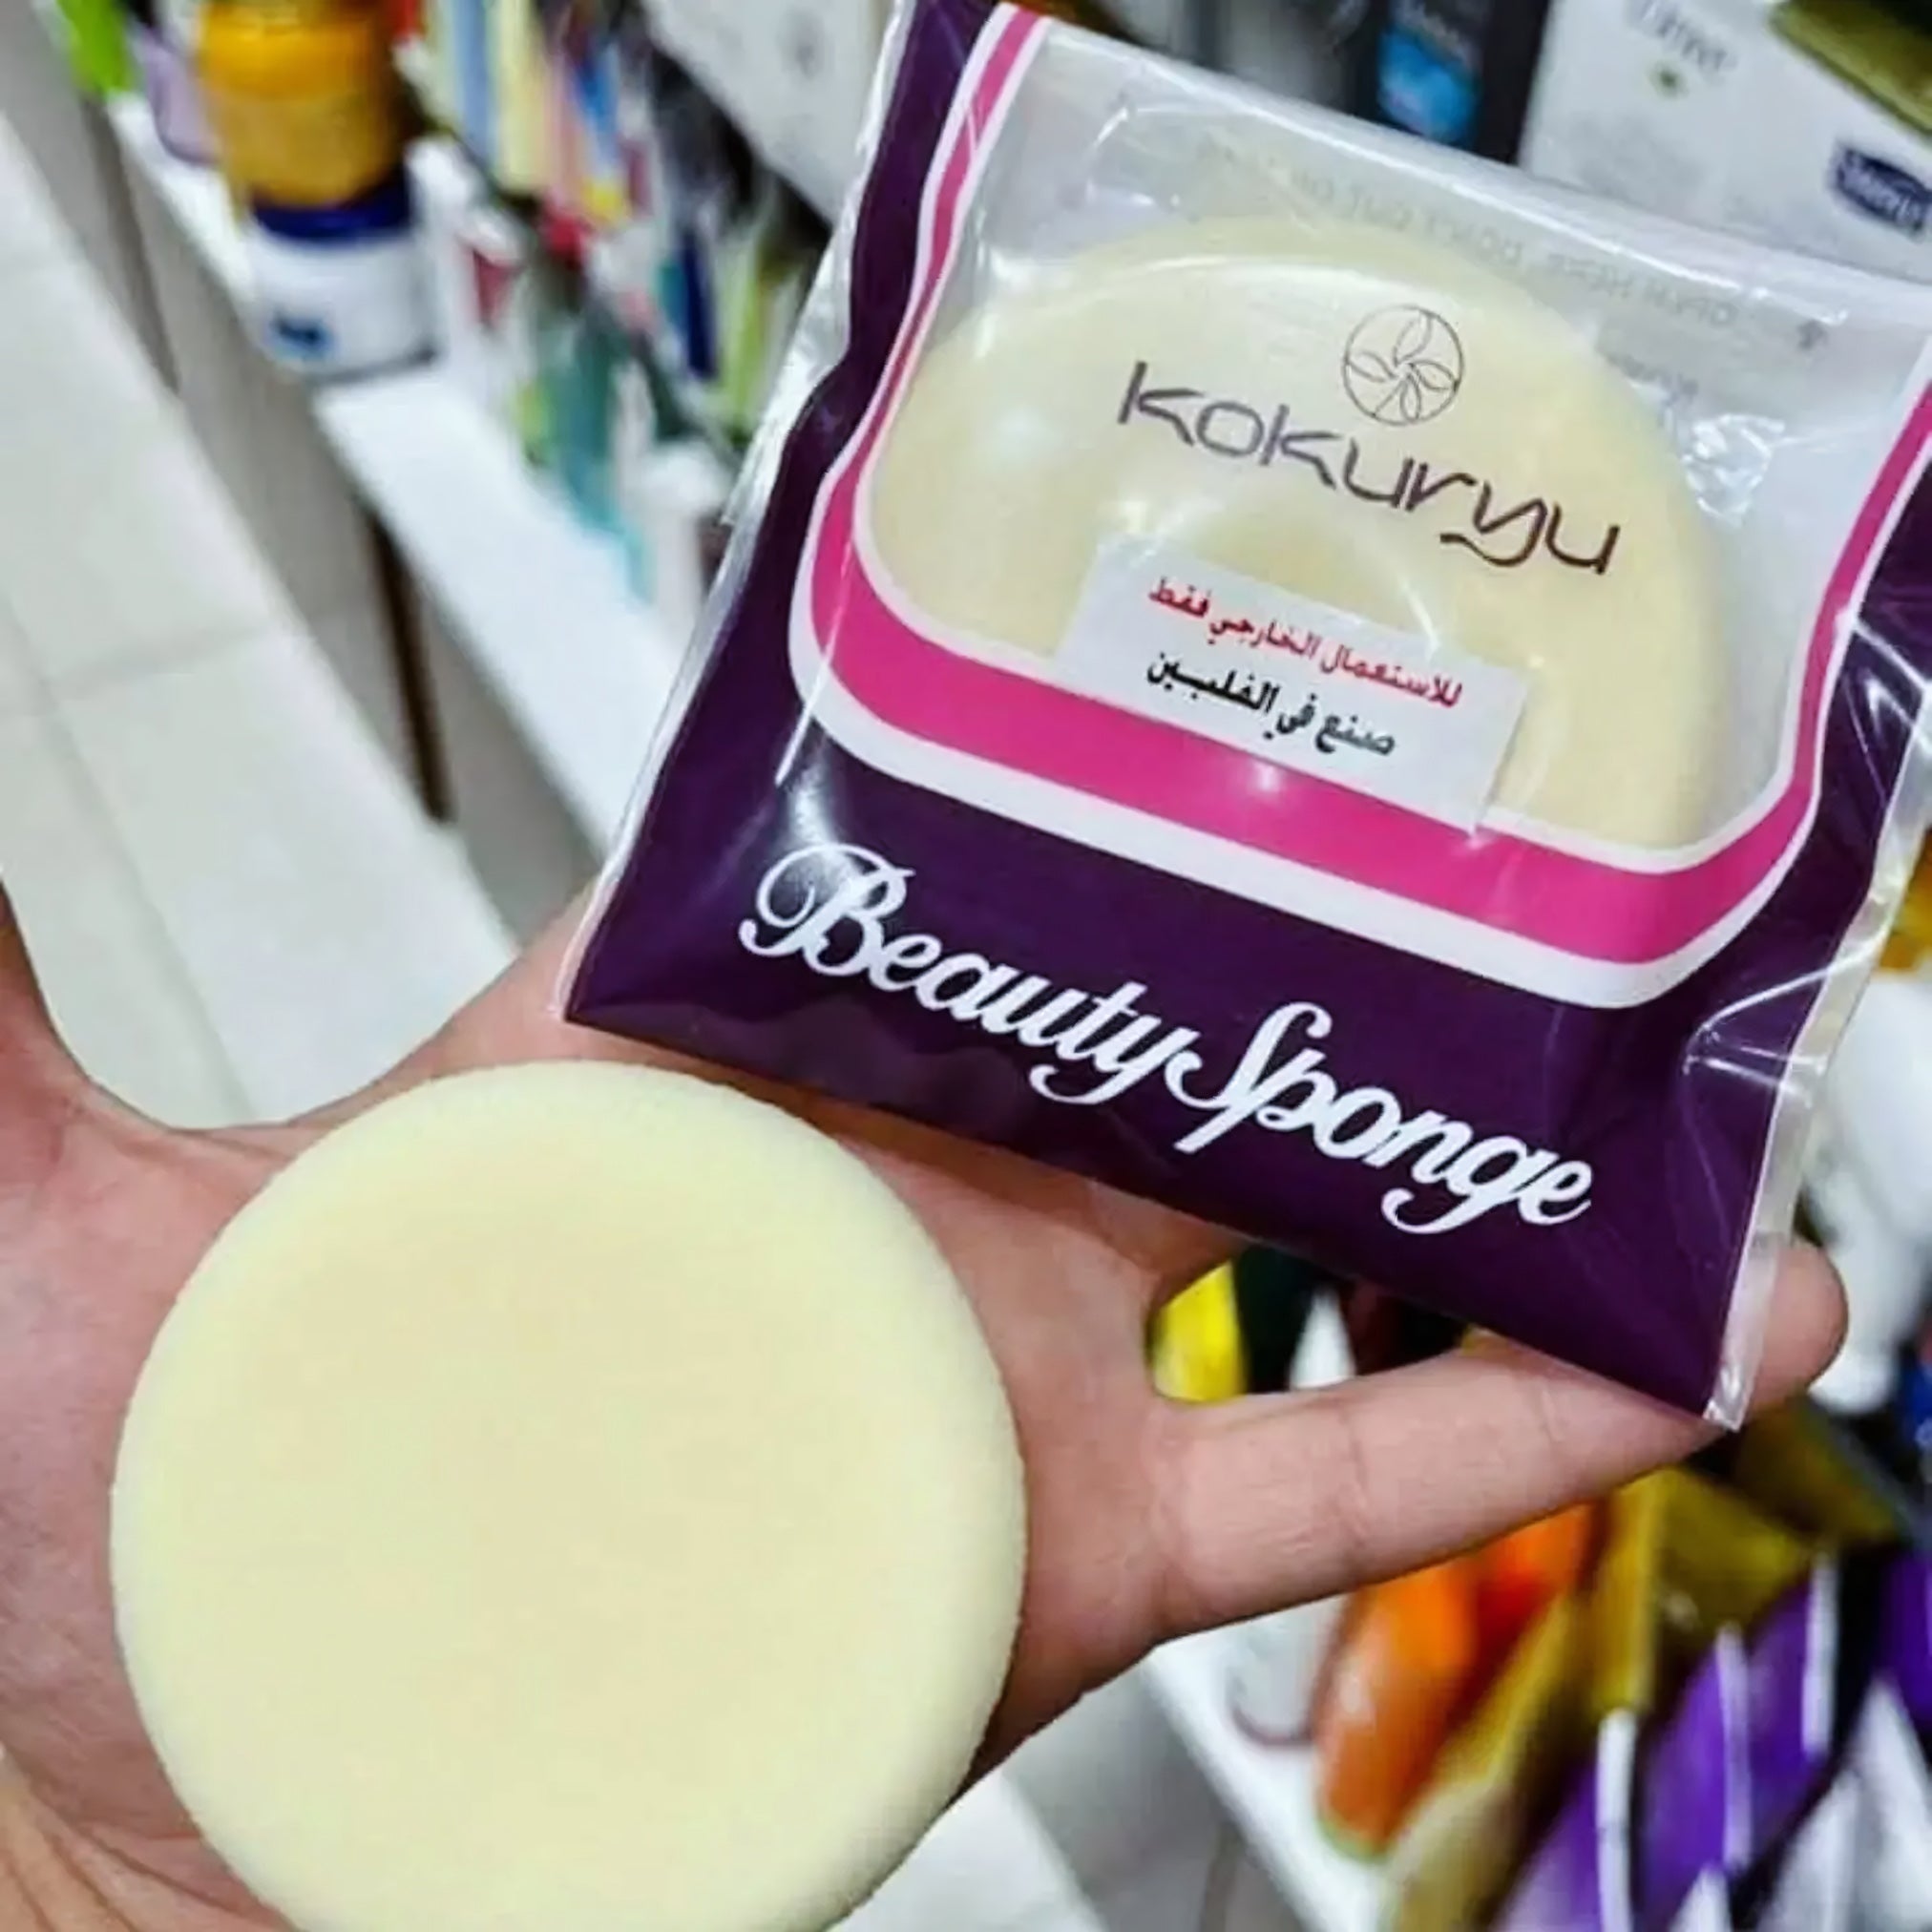 kokuryu
للاستعمال الخارجي فقط
صنع في الفلبين
Beauty Sponge